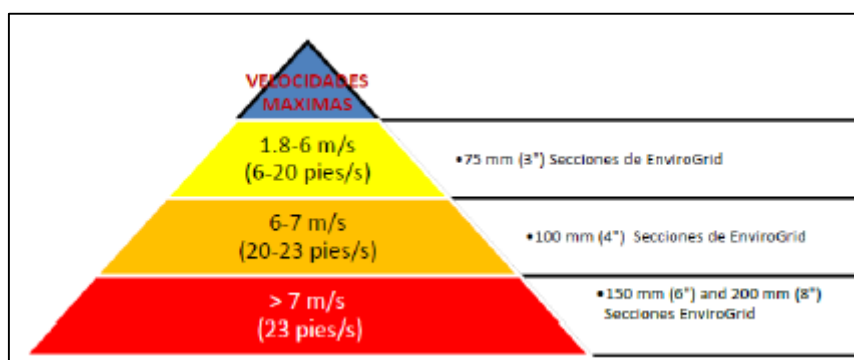 VELOCIDADES
MAXIMAS
1.8-6 m/s
(6-20 pies/s)
•75 mm (3") Secciones de EnviroGrid
6-7 m/s
(20-23 pies/s)
•100 mm (4") Secciones de EnviroGrid
> 7 m/s
(23 pies/s)
•150 mm (6") and 200 mm (8")
Secciones EnviroGrid